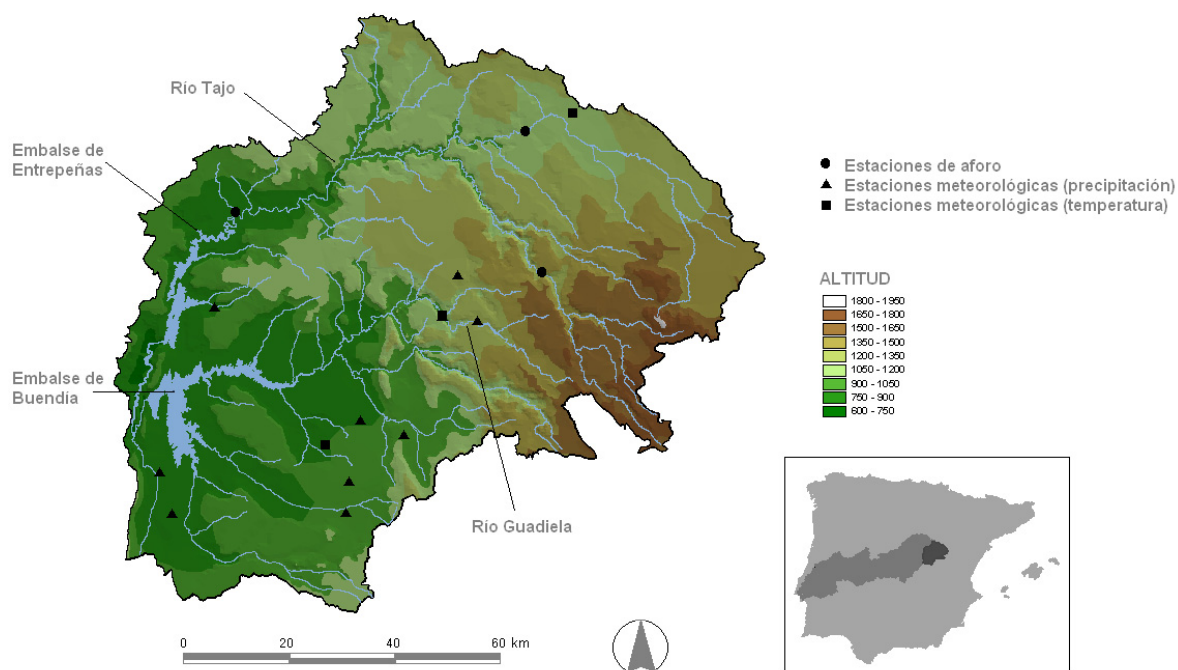 Río Tajo
Embalse de
Entrepeñas
Embalse de
Buendía
Río Guadiela
Estaciones de aforo
Estaciones meteorológicas (precipitación)
Estaciones meteorológicas (temperatura)
ALTITUD
1800 - 1950
1650 - 1800
1500 - 1650
1350 - 1500
1200 - 1350
1050 - 1200
900 - 1050
750 - 900
600 - 750
0 20 40 60 km